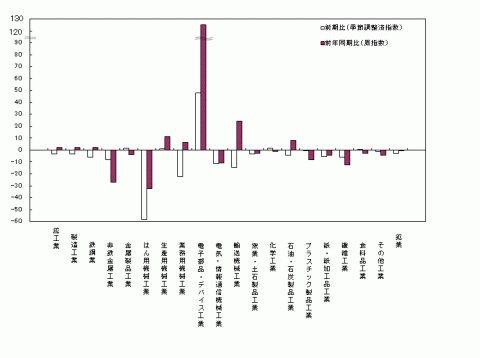 前期比(季節調整済指数)
前年同期比(原指数)
130
120
90
80
70
60
50
40
30
20
10
0
−10
−20
−30
−40
−50
−60
鉱工業
製造工業
鉄鋼業
非鉄金属工業
金属製品工業
はん用機械工業
生産用機械工業
業務用機械工業
電子部品・デバイス工業
電気・情報通信機械工業
輸送機械工業
窯業・土石製品工業
化学工業
石油・石炭製品工業
プラスチック製品工業
紙・紙加工品工業
繊維工業
食料品工業
その他工業
鉱業